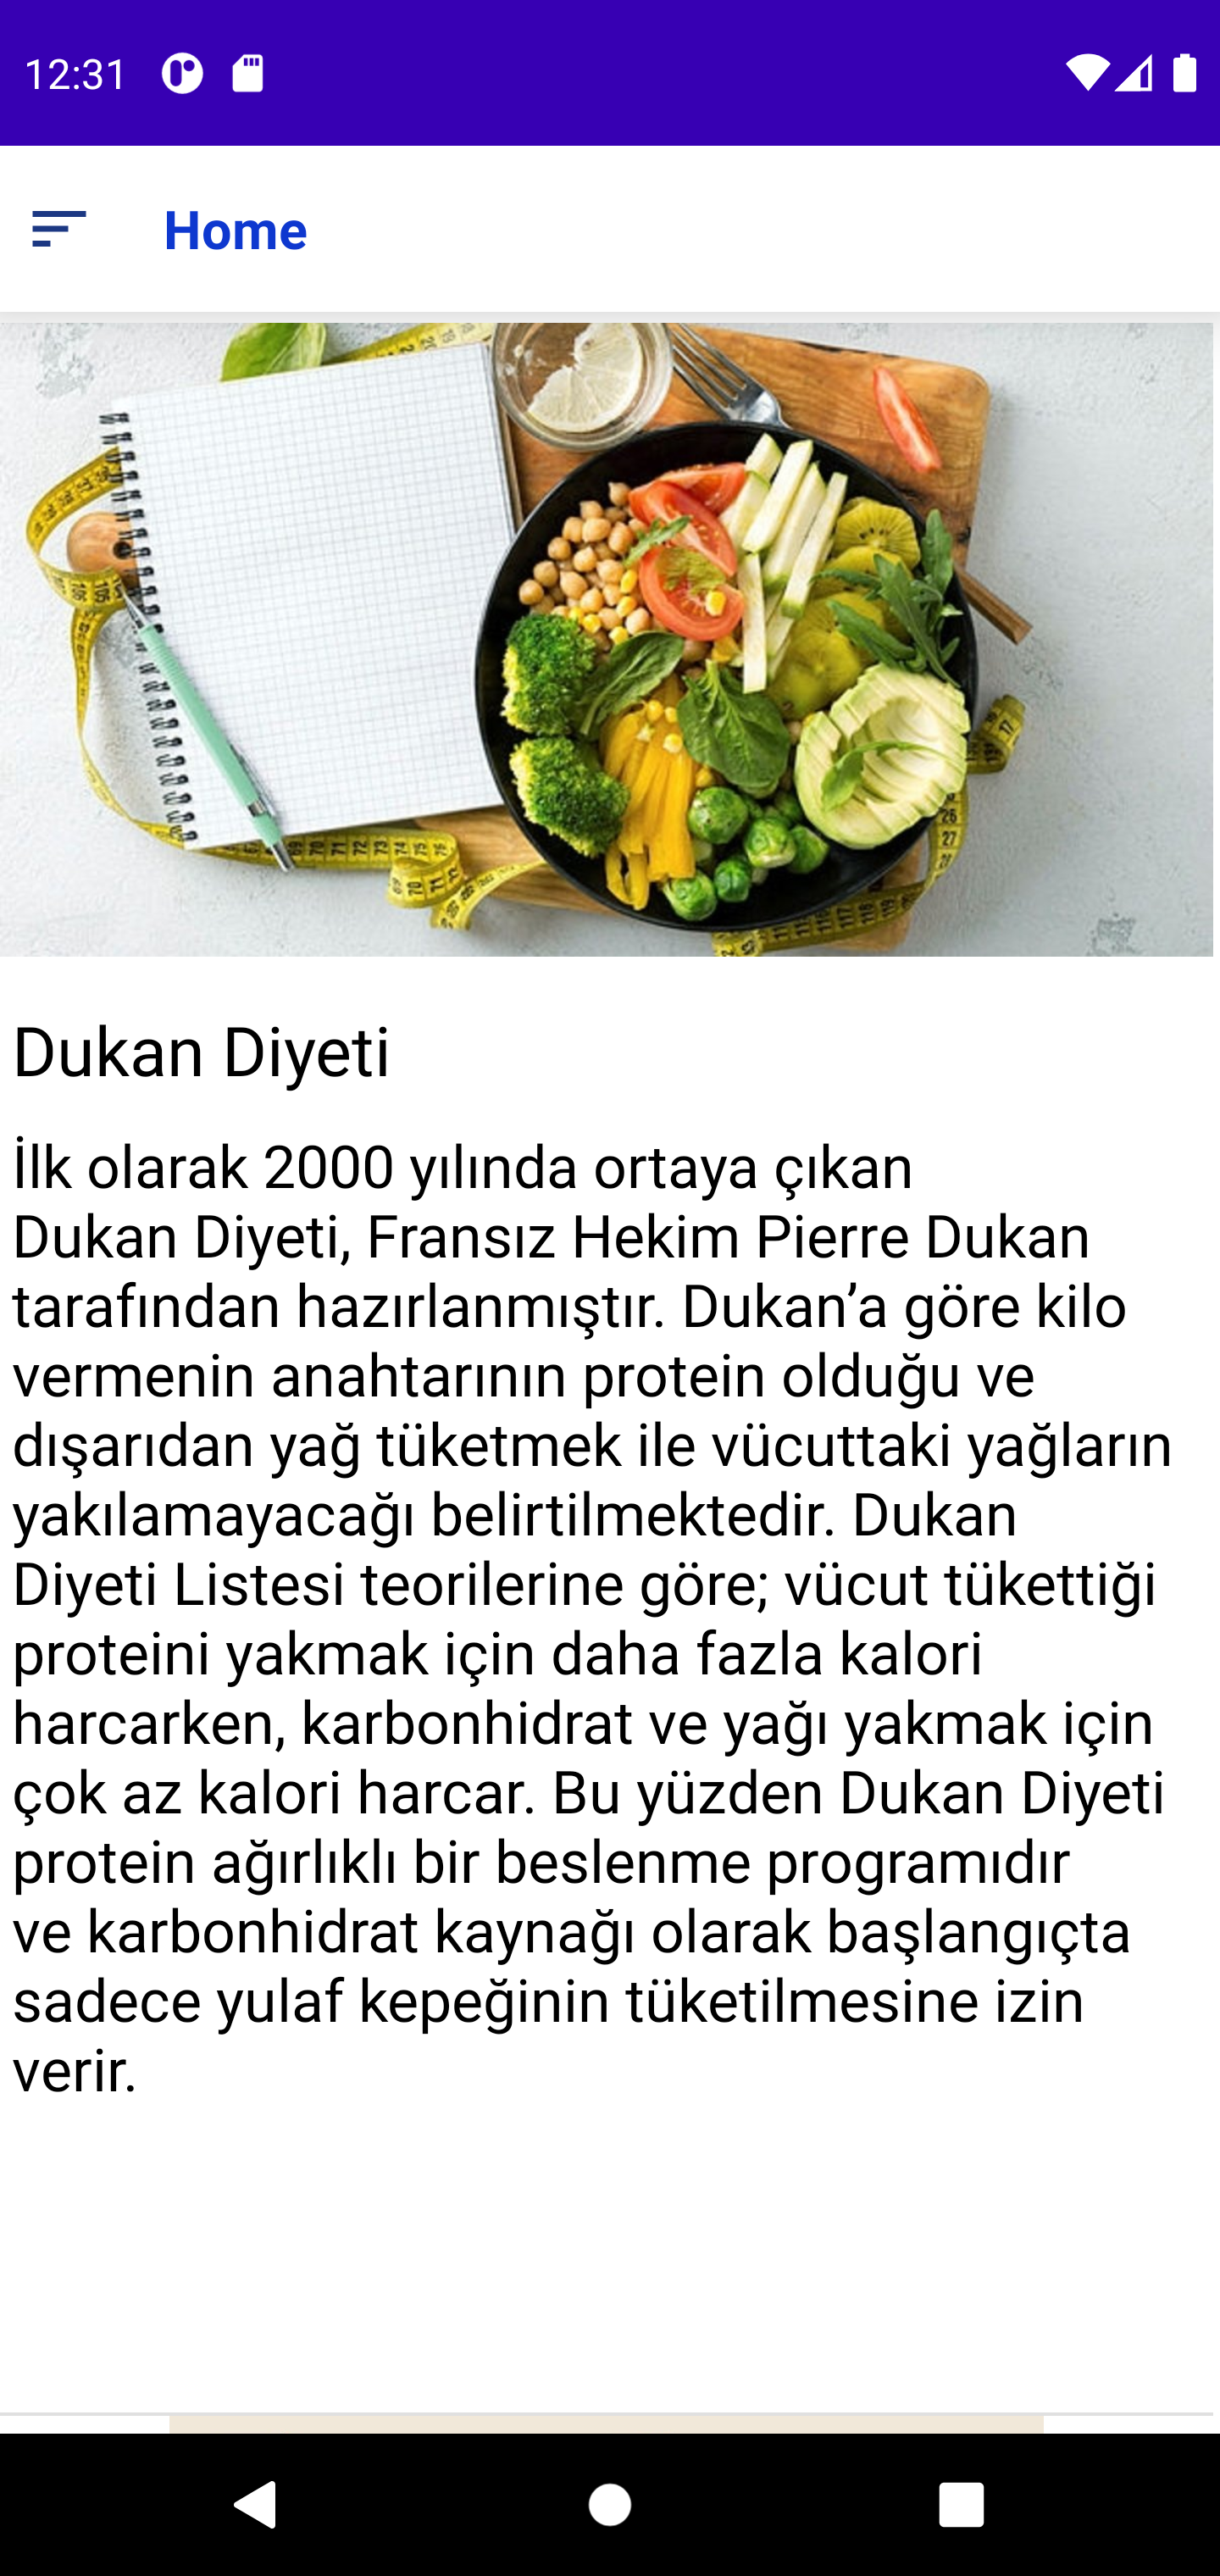 12:31
Home
Dukan Diyeti
İlk olarak 2000 yılında ortaya çıkan
Dukan Diyeti, Fransız Hekim Pierre Dukan
tarafından hazırlanmıştır. Dukan’a göre kilo
vermenin anahtarının protein olduğu ve
dışarıdan yağ tüketmek ile vücuttaki yağların
yakılamayacağı belirtilmektedir. Dukan
Diyeti Listesi teorilerine göre; vücut tükettiği
proteini yakmak için daha fazla kalori
harcarken, karbonhidrat ve yağı yakmak için
çok az kalori harcar. Bu yüzden Dukan Diyeti
protein ağırlıklı bir beslenme programıdır
ve karbonhidrat kaynağı olarak başlangıçta
sadece yulaf kepeğinin tüketilmesine izin
verir.